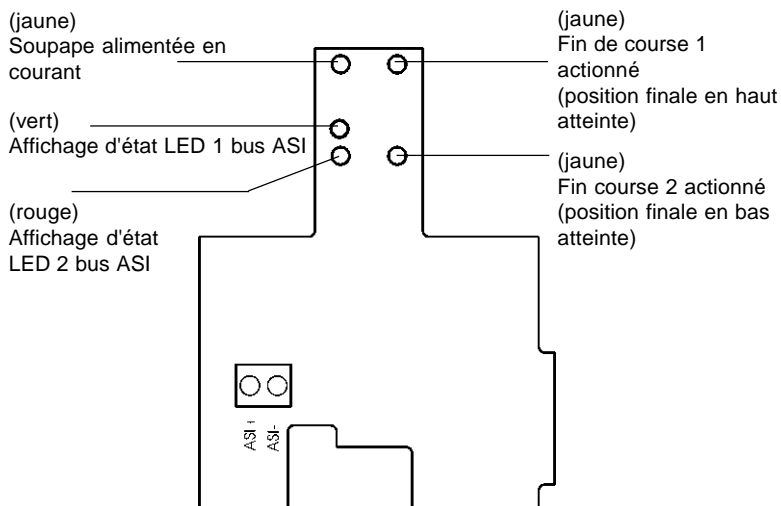 (jaune)
Soupape alimentée en
courant
(vert)
Affichage d'état LED 1 bus ASI
(rouge)
Affichage d'état
LED 2 bus ASI
(jaune)
Fin de course 1
actionné
(position finale en haut
atteinte)
(jaune)
Fin course 2 actionné
(position finale en bas
atteinte)
ASI+
ASI-